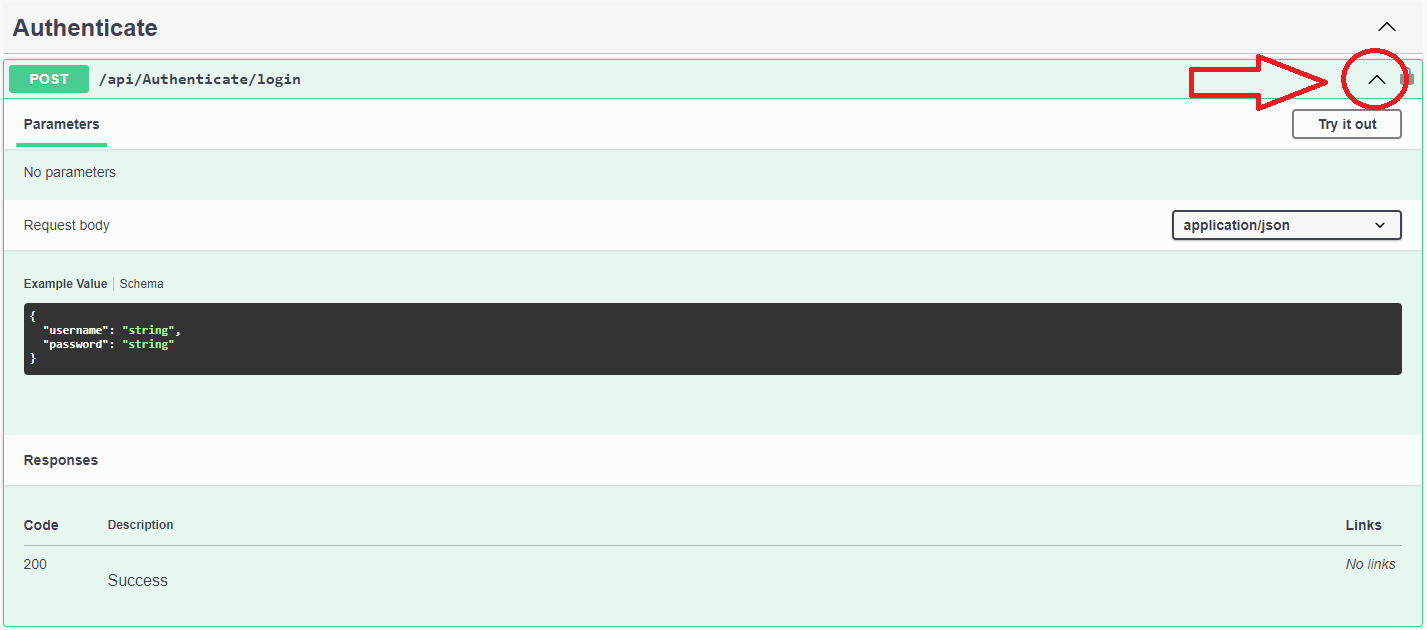 Authenticate
POST /api/Authenticate/login
Parameters
Try it out
No parameters
Request body
application/json
Example Value | Schema
{
  "username": "string",
  "password": "string"
}
Responses
Code Description Links
200 Success No links